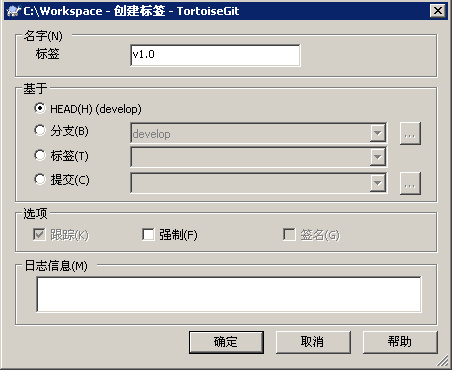 C:\Workspace - 创建标签 - TortoiseGit
名字(N)
标签 v1.0
基于
HEAD(H) (develop)
分支(B) develop ...
标签(T)
提交(C) ...
选项
跟踪(K) 强制(F) 签名(G)
日志信息(M)
确定 取消 帮助